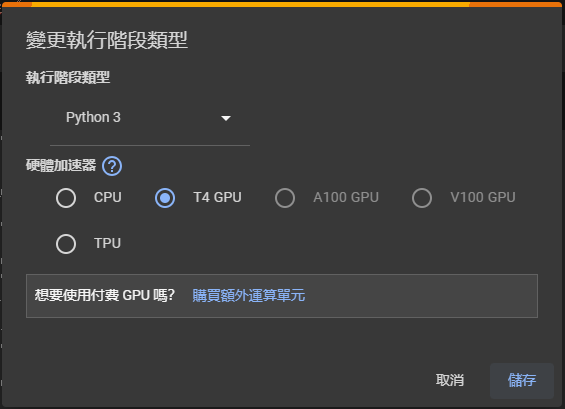 變更執行階段類型
執行階段類型
Python 3
硬體加速器 ?
CPU T4 GPU A100 GPU V100 GPU
TPU
想要使用付費 GPU 嗎? 購買額外運算單元
取消 儲存